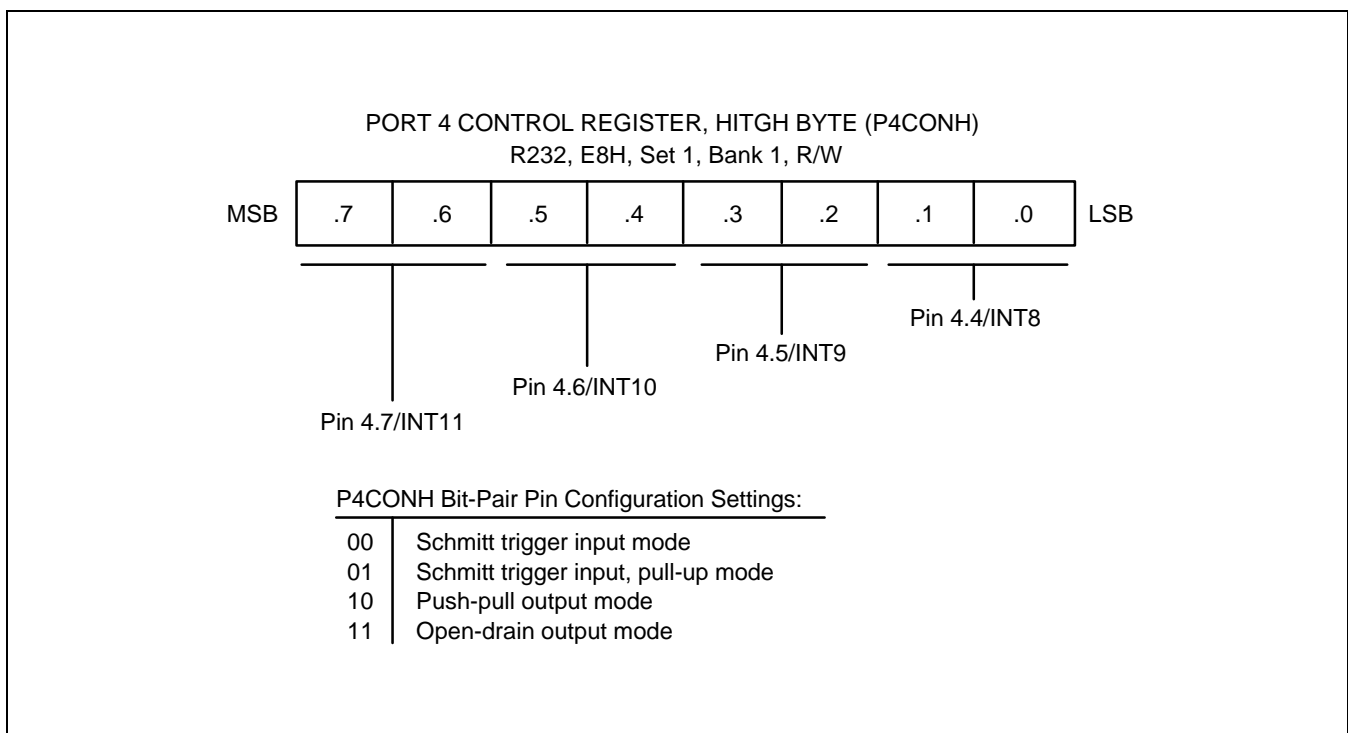 PORT 4 CONTROL REGISTER, HITGH BYTE (P4CONH)
R232, E8H, Set 1, Bank 1, R/W
MSB .7 .6 .5 .4 .3 .2 .1 .0 LSB
Pin 4.4/INT8
Pin 4.5/INT9
Pin 4.6/INT10
Pin 4.7/INT11
P4CONH Bit-Pair Pin Configuration Settings:
00 Schmitt trigger input mode
01 Schmitt trigger input, pull-up mode
10 Push-pull output mode
11 Open-drain output mode